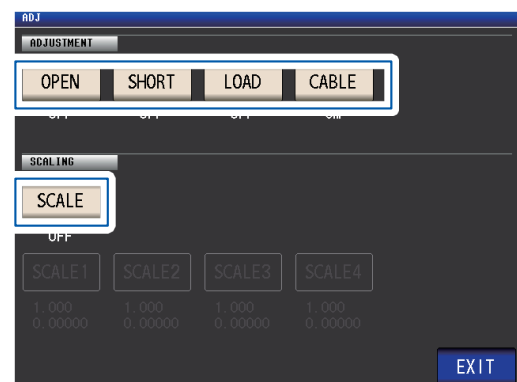 ADJ
ADJUSTMENT
OPEN SHORT LOAD CABLE
SCALING
SCALE
OFF
SCALE1 SCALE2 SCALE3 SCALE4
1.000 1.000 1.000 1.000
0.00000 0.00000 0.00000 0.00000
EXIT